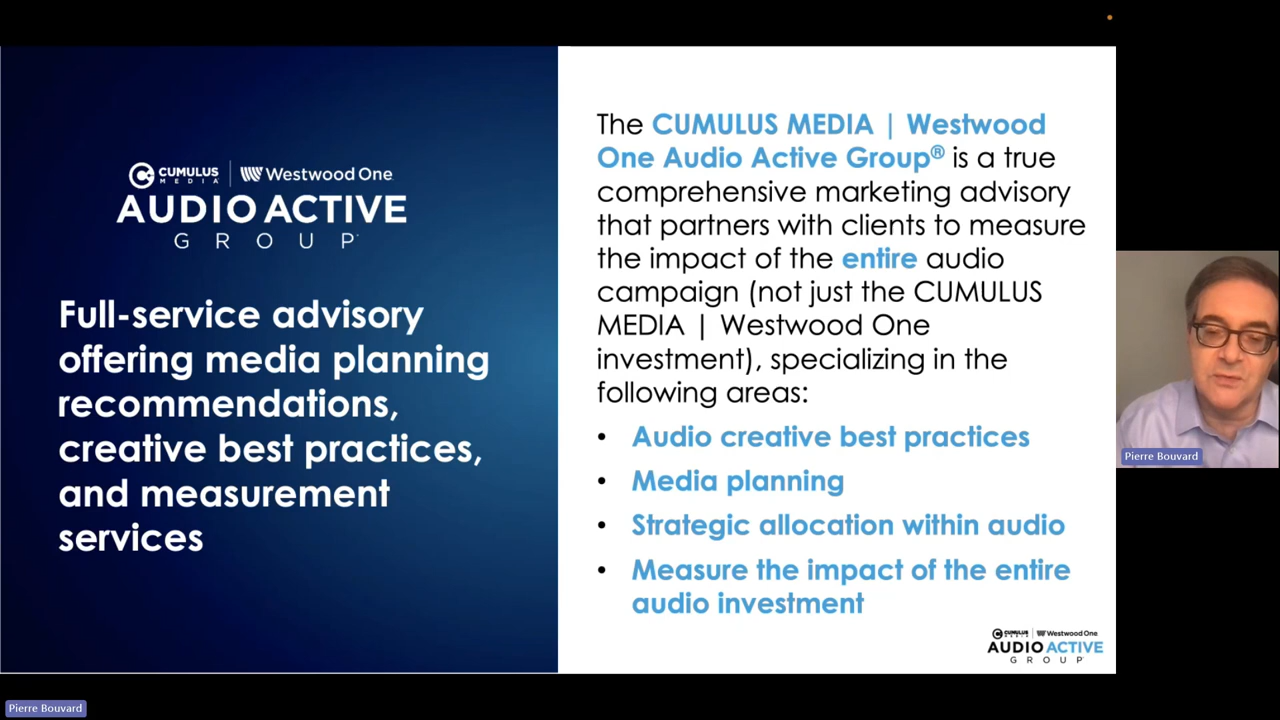 CUMULUS MEDIA | Westwood One
AUDIO ACTIVE
GROUP
Full-service advisory
offering media planning
recommendations,
creative best practices,
and measurement
services
The CUMULUS MEDIA | Westwood
One Audio Active Group® is a true
comprehensive marketing advisory
that partners with clients to measure
the impact of the entire audio
campaign (not just the CUMULUS
MEDIA | Westwood One
investment), specializing in the
following areas:
• Audio creative best practices
• Media planning
• Strategic allocation within audio
• Measure the impact of the entire
audio investment
CUMULUS MEDIA | Westwood One
AUDIO ACTIVE
GROUP
Pierre Bouvard
Pierre Bouvard